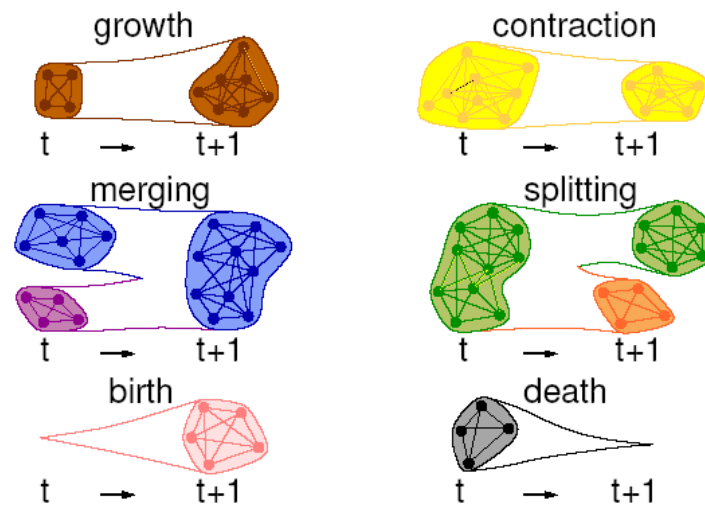 growth
t → t+1
contraction
t → t+1
merging
t → t+1
splitting
t → t+1
birth
t → t+1
death
t → t+1